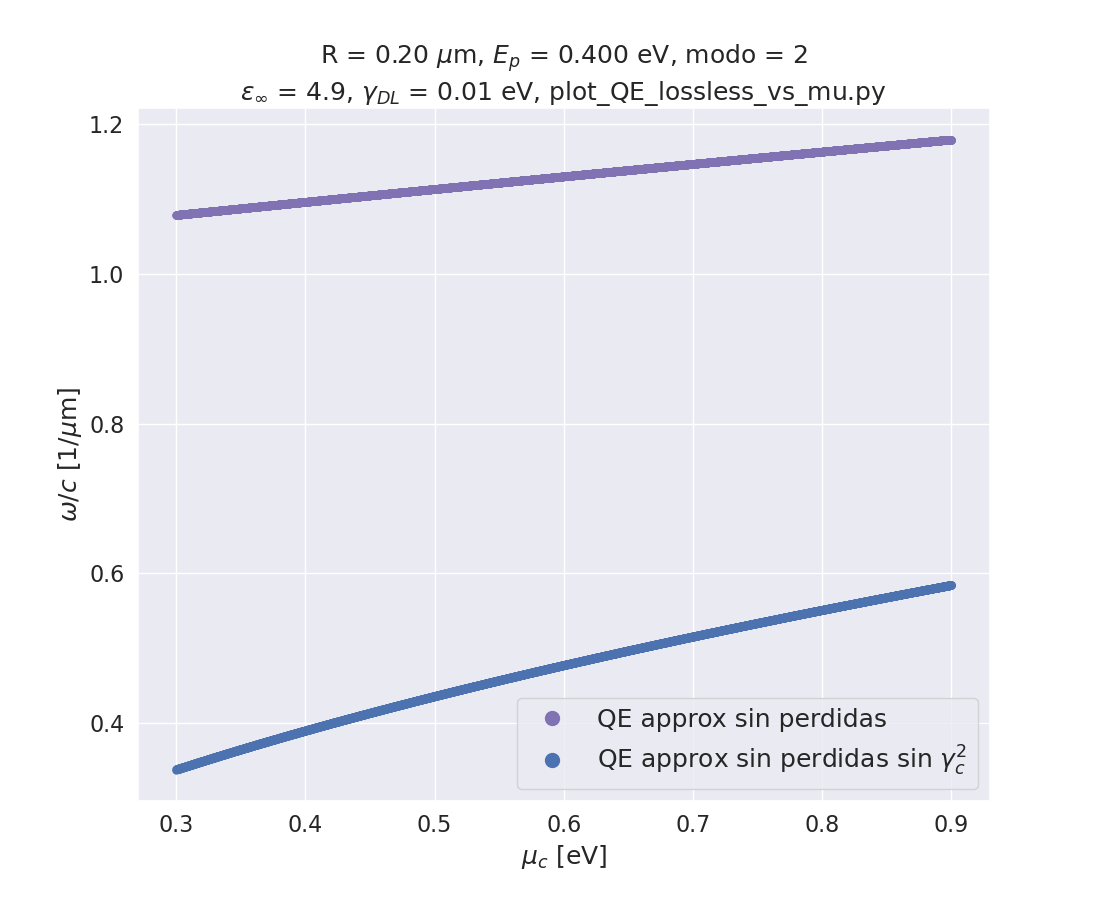 R = 0.20 μm, E_p = 0.400 eV, modo = 2
ε_∞ = 4.9, γ_DL = 0.01 eV, plot_QE_lossless_vs_mu.py
1.2
1.0
0.8
0.6
0.4
ω/c [1/μm]
QE approx sin perdidas
QE approx sin perdidas sin γ_c^2
0.3 0.4 0.5 0.6 0.7 0.8 0.9
μ_c [eV]